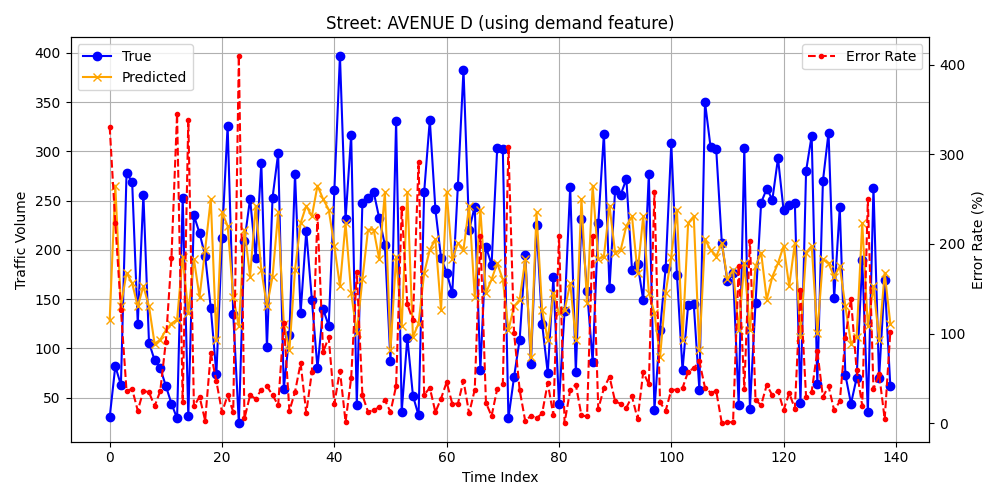 Street: AVENUE D (using demand feature)
True
Predicted
Error Rate
400
350
300
250
200
150
100
50
Traffic Volume
400
300
200
100
0
Error Rate (%)
0 20 40 60 80 100 120 140
Time Index